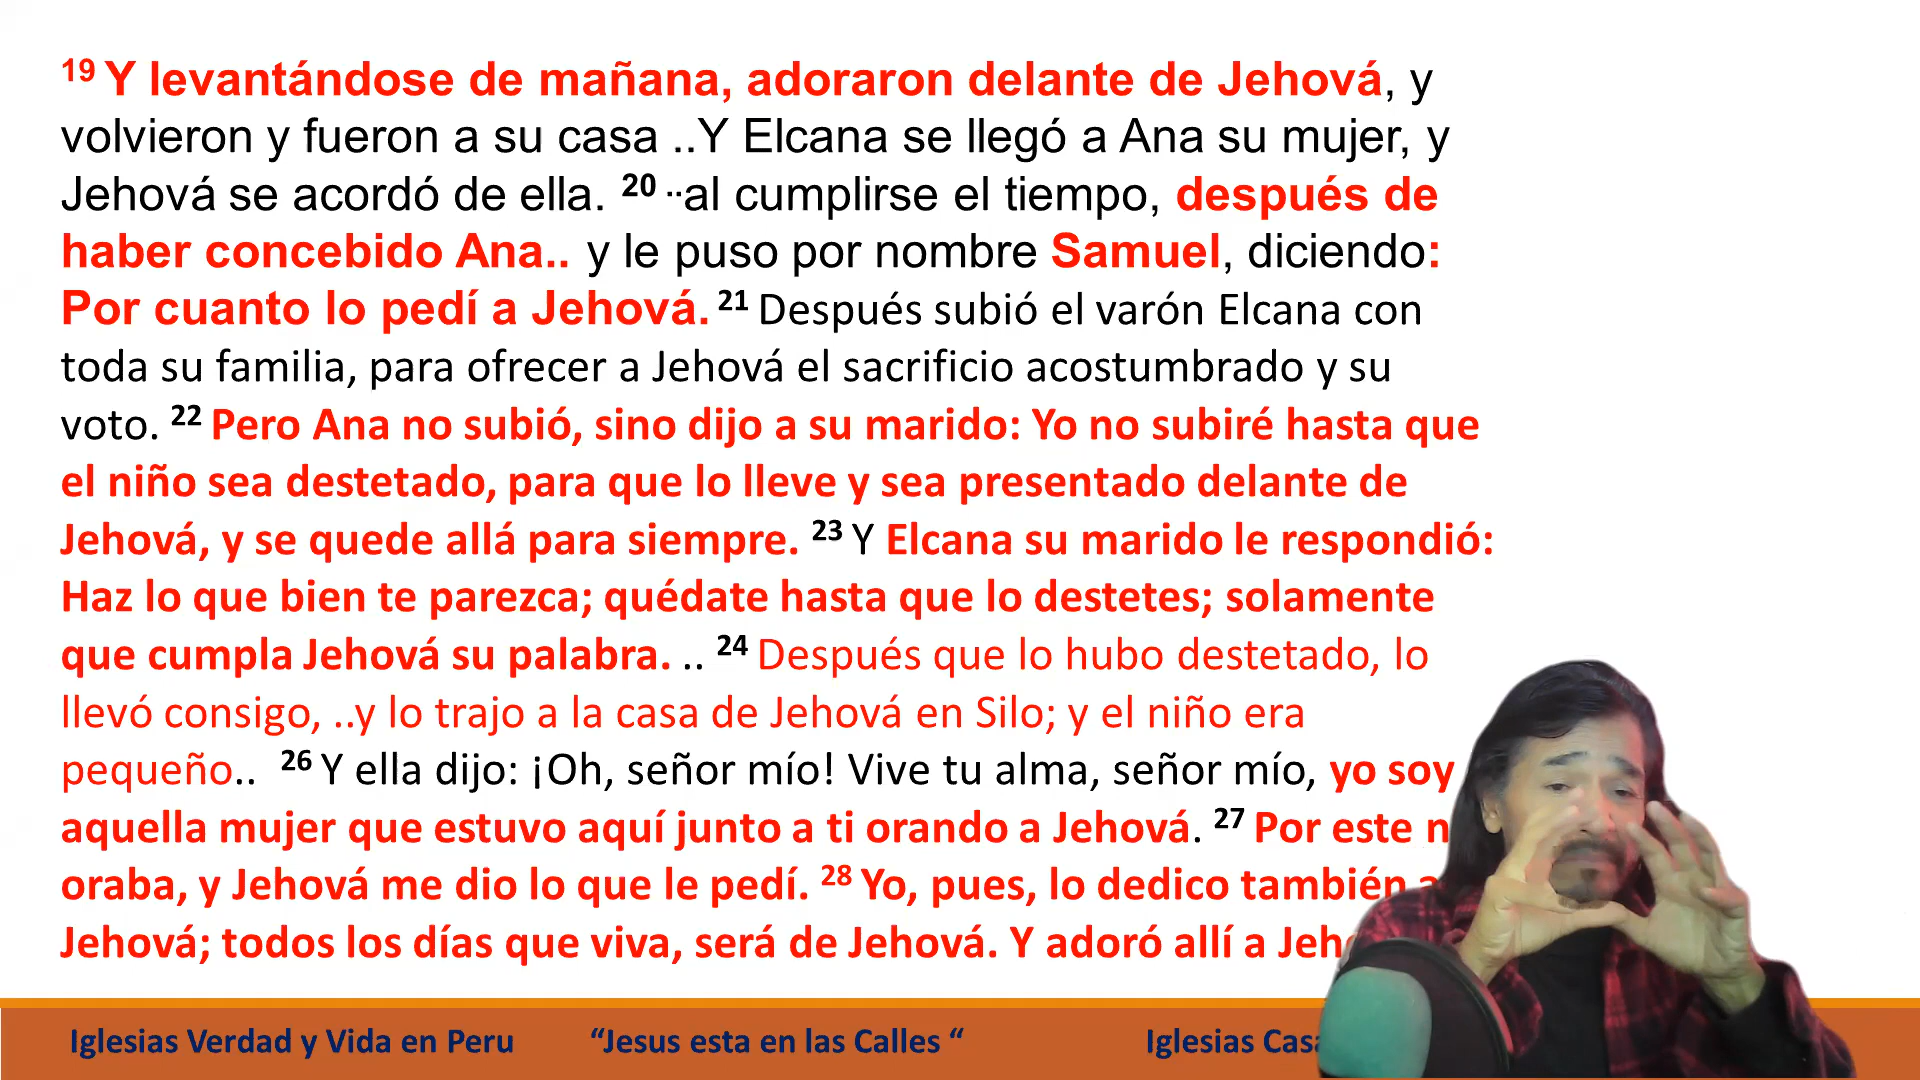 19 Y levantándose de mañana, adoraron delante de Jehová, y
volvieron y fueron a su casa ..Y Elcana se llegó a Ana su mujer, y
Jehová se acordó de ella. 20 ..al cumplirse el tiempo, después de
haber concebido Ana.. y le puso por nombre Samuel, diciendo:
Por cuanto lo pedí a Jehová. 21 Después subió el varón Elcana con
toda su familia, para ofrecer a Jehová el sacrificio acostumbrado y su
voto. 22 Pero Ana no subió, sino dijo a su marido: Yo no subiré hasta que
el niño sea destetado, para que lo lleve y sea presentado delante de
Jehová, y se quede allá para siempre. 23 Y Elcana su marido le respondió:
Haz lo que bien te parezca; quédate hasta que lo destetes; solamente
que cumpla Jehová su palabra. .. 24 Después que lo hubo destetado, lo
llevó consigo, ..y lo trajo a la casa de Jehová en Silo; y el niño era
pequeño.. 26 Y ella dijo: ¡Oh, señor mío! Vive tu alma, señor mío, yo soy
aquella mujer que estuvo aquí junto a ti orando a Jehová. 27 Por este
oraba, y Jehová me dio lo que le pedí. 28 Yo, pues, lo dedico también
Jehová; todos los días que viva, será de Jehová. Y adoró allí a
Iglesias Verdad y Vida en Peru “Jesus esta en las Calles “ Iglesias